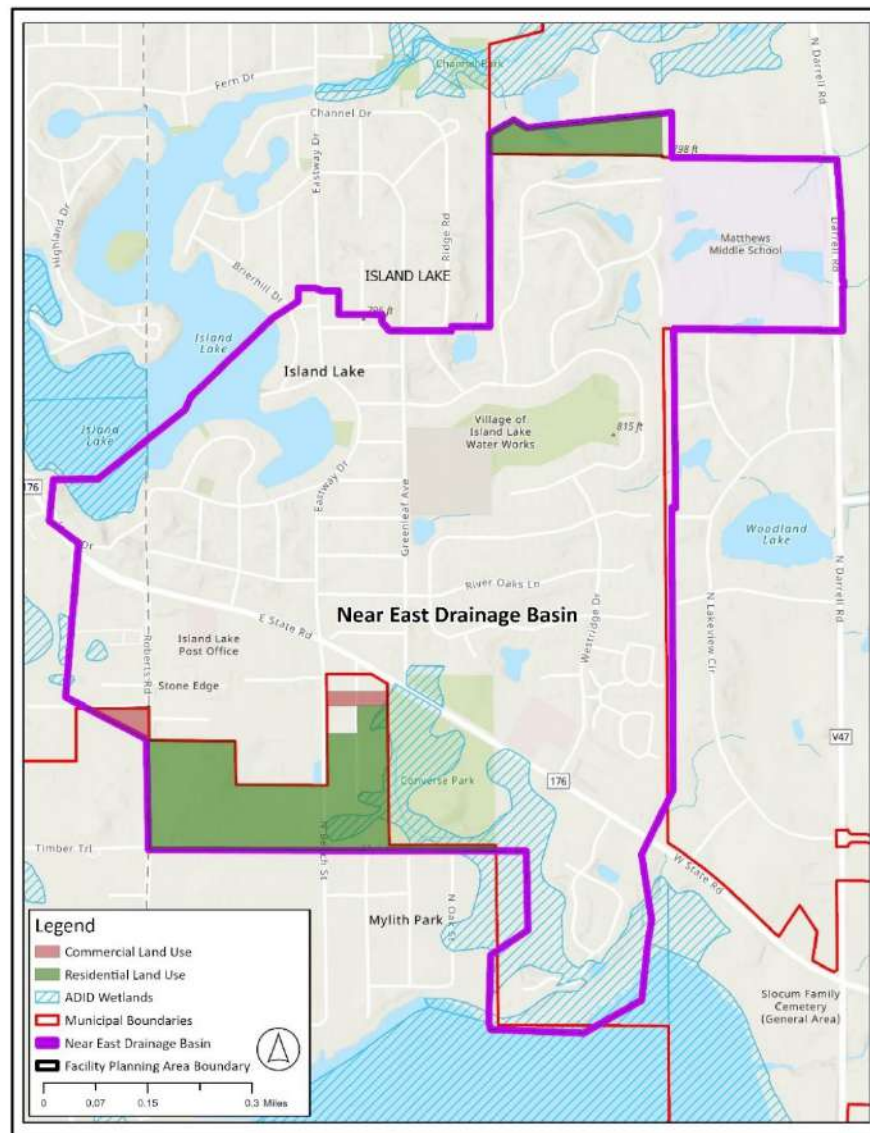 Channel Park
N Darrell Rd
Fern Dr
Channel Dr
Eastway Dr
798 ft
Highland Dr
Ridge Rd
Matthews
Middle School
Darrell Rd
Brierhill Dr
ISLAND LAKE
Island
Lake
Island Lake
Village of
Island Lake
Water Works
815 ft
Island
Lake
176
Eastway Dr
Greenleaf Ave
Woodland
Lake
Dr
River Oaks Ln
N Darrell Rd
E State Rd
Near East Drainage Basin
Westridge Dr
N Lakeview Cir
Island Lake
Post Office
Roberts Rd
Stone Edge
V47
Converse Park
176
Timber Trl
N Beach St
W State Rd
Mylith Park
N Oak St
Slocum Family
Cemetery
(General Area)
Legend
Commercial Land Use
Residential Land Use
ADID Wetlands
Municipal Boundaries
Near East Drainage Basin
Facility Planning Area Boundary
0 0.07 0.15 0.3 Miles